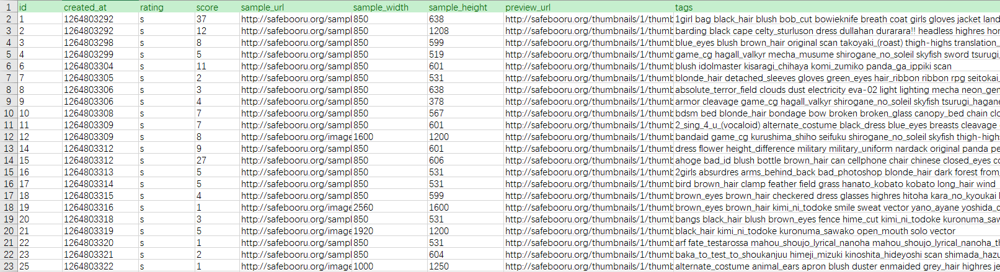 1 id created_at rating score sample_url sample_width sample_height preview_url tags
2 1 1264803292 s 37 http://safebooru.org/sampl 850 638 http://safebooru.org/thumbnails/1/thumb 1girl bag black_hair blush bob_cut bowieknife breath coat girls gloves jacket land
3 2 1264803292 s 12 http://safebooru.org/sampl 850 1208 http://safebooru.org/thumbnails/1/thumb barding black cape celty_sturluson dress dullahan durarara!! headless highres hor
4 3 1264803298 s 8 http://safebooru.org/sampl 850 599 http://safebooru.org/thumbnails/1/thumb blue_eyes blush brown_hair original scan takoyaki_(roast) thigh-highs translation_
5 4 1264803299 s 5 http://safebooru.org/sampl 850 519 http://safebooru.org/thumbnails/1/thumb game_cg hagall_valkyr mecha_musume shirogane_no_soleil skyfish sword tsurugi_
6 6 1264803304 s 11 http://safebooru.org/sampl 850 601 http://safebooru.org/thumbnails/1/thumb blush idolmaster kisaragi_chihaya komi_zumiko panda_ga_ippiki scan
7 7 1264803305 s 2 http://safebooru.org/sampl 850 531 http://safebooru.org/thumbnails/1/thumb blonde_hair detached_sleeves gloves green_eyes hair_ribbon ribbon rpg seitokai_
8 8 1264803306 s 3 http://safebooru.org/sampl 850 638 http://safebooru.org/thumbnails/1/thumb absolute_terror_field clouds dust electricity eva-02 light lighting mecha neon_gen
9 9 1264803306 s 4 http://safebooru.org/sampl 850 378 http://safebooru.org/thumbnails/1/thumb armor cleavage game_cg hagall_valkyr shirogane_no_soleil skyfish tsurugi_hagane
10 10 1264803308 s 7 http://safebooru.org/sampl 850 567 http://safebooru.org/thumbnails/1/thumb bdsm bed blonde_hair bondage bow broken broken_glass canopy_bed chain clo
11 11 1264803309 s 7 http://safebooru.org/sampl 850 601 http://safebooru.org/thumbnails/1/thumb 2_sing_4_u_(vocaloid) alternate_costume black_dress blue_eyes breasts cleavage
12 12 1264803309 s 8 http://safebooru.org/image 1600 1200 http://safebooru.org/thumbnails/1/thumb bandaid game_cg kurushima_shiho seifuku shirogane_no_soleil skyfish thigh-highs
13 14 1264803312 s 9 http://safebooru.org/sampl 850 601 http://safebooru.org/thumbnails/1/thumb dress flower height_difference military military_uniform nardack original panda pe
14 15 1264803312 s 27 http://safebooru.org/sampl 850 606 http://safebooru.org/thumbnails/1/thumb ahoge bad_id blush bottle brown_hair can cellphone chair chinese closed_eyes co
15 16 1264803313 s 5 http://safebooru.org/sampl 850 531 http://safebooru.org/thumbnails/1/thumb 2girls absurdres arms_behind_back bad_photoshop blonde_hair dark forest from_
16 17 1264803314 s 5 http://safebooru.org/sampl 850 531 http://safebooru.org/thumbnails/1/thumb bird brown_hair clamp feather field grass hanato_kobato kobato long_hair wind
17 18 1264803315 s 4 http://safebooru.org/sampl 850 599 http://safebooru.org/thumbnails/1/thumb brown_eyes brown_hair checkered dress glasses highres hitoha kara_no_kyoukai
18 19 1264803316 s 1 http://safebooru.org/image 2560 1600 http://safebooru.org/thumbnails/1/thumb brown_eyes brown_hair kimi_ni_todoke smile sweat vector yano_ayane yoshida_c
19 20 1264803318 s 3 http://safebooru.org/sampl 850 531 http://safebooru.org/thumbnails/1/thumb bangs black_hair blush brown_eyes fence hime_cut kimi_ni_todoke kuronuma_saw
20 21 1264803319 s 5 http://safebooru.org/image 1920 1200 http://safebooru.org/thumbnails/1/thumb black_hair kimi_ni_todoke kuronuma_sawako open_mouth solo vector
21 22 1264803320 s 1 http://safebooru.org/sampl 850 531 http://safebooru.org/thumbnails/1/thumb arf fate_testarossa mahou_shoujo_lyrical_nanoha mahou_shoujo_lyrical_nanoha_th
22 23 1264803321 s 2 http://safebooru.org/sampl 850 604 http://safebooru.org/thumbnails/1/thumb baka_to_test_to_shoukanjuu himeji_mizuki kinoshita_hideyoshi scan shimada_hazu
23 25 1264803322 s 1 http://safebooru.org/image 1000 1250 http://safebooru.org/thumbnails/1/thumb alternate_costume animal_ears apron blush duster enmaided grey_hair highres je